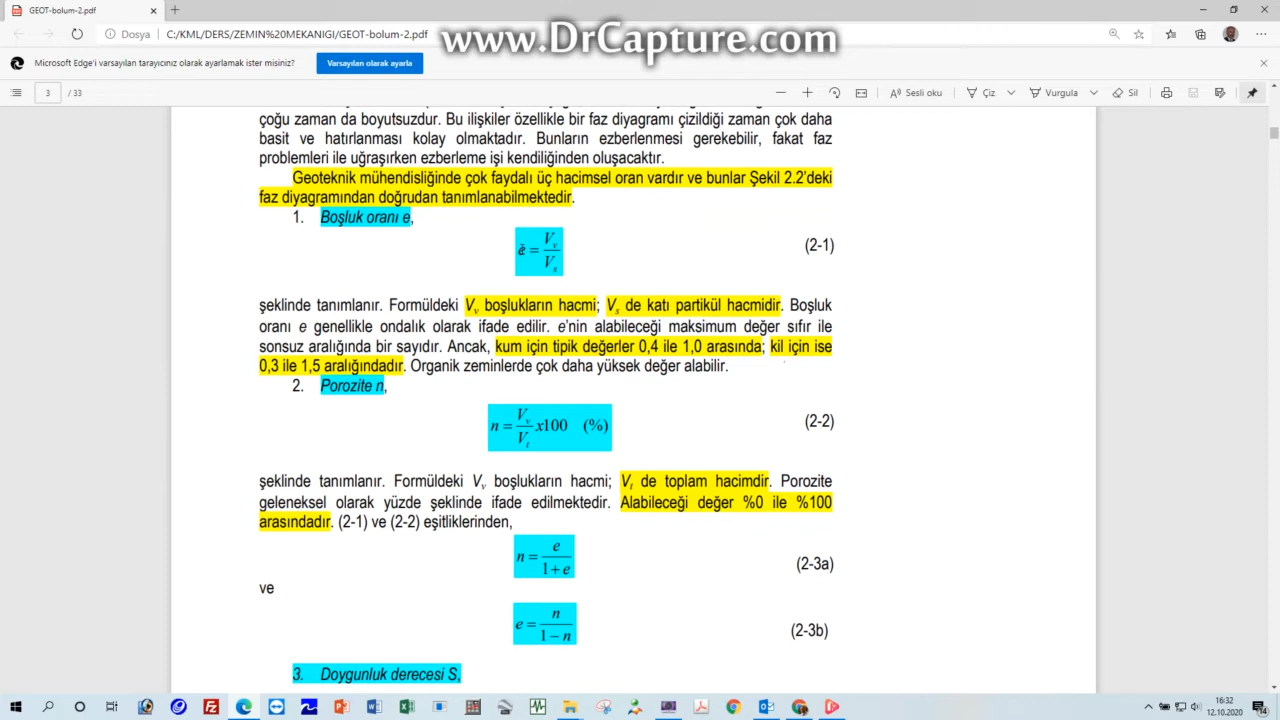 GEOT-bolum-2.pdf
Dosya
C:/KML/DERS/ZEMIN%20MEKANIGI/GEOT-bolum-2.pdf
www.DrCapture.com
Microsoft Edge'i varsayılan tarayıcınız olarak ayarlamak ister misiniz?
Varsayılan olarak ayarla
3 / 33
Sesli oku
Çiz
Vurgula
Sil
çoğu zaman da boyutsuzdur. Bu ilişkiler özellikle bir faz diyagramı çizildiği zaman çok daha
basit ve hatırlanması kolay olmaktadır. Bunların ezberlenmesi gerekebilir, fakat faz
problemleri ile uğraşırken ezberleme işi kendiliğinden oluşacaktır.
Geoteknik mühendisliğinde çok faydalı üç hacimsel oran vardır ve bunlar Şekil 2.2'deki
faz diyagramından doğrudan tanımlanabilmektedir.
1. Boşluk oranı e,
e = V_v / V_s (2-1)
şeklinde tanımlanır. Formüldeki V_v boşlukların hacmi; V_s de katı partikül hacmidir. Boşluk
oranı e genellikle ondalık olarak ifade edilir. e'nin alabileceği maksimum değer sıfır ile
sonsuz aralığında bir sayıdır. Ancak, kum için tipik değerler 0,4 ile 1,0 arasında; kil için ise
0,3 ile 1,5 aralığındadır. Organik zeminlerde çok daha yüksek değer alabilir.
2. Porozite n,
n = V_v / V_t x100 (%) (2-2)
şeklinde tanımlanır. Formüldeki V_v boşlukların hacmi; V_t de toplam hacimdir. Porozite
geleneksel olarak yüzde şeklinde ifade edilmektedir. Alabileceği değer %0 ile %100
arasındadır. (2-1) ve (2-2) eşitliklerinden,
n = e / 1 + e (2-3a)
ve
e = n / 1 − n (2-3b)
3. Doygunluk derecesi S,
16:32
12.10.2020